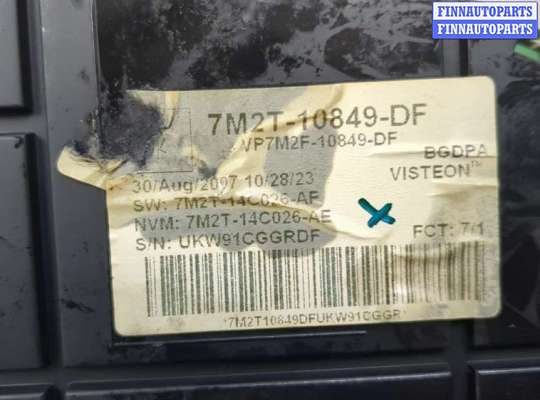 FINNAUTOPARTS
FINNAUTOPARTS
7M2T-10849-DF
VP7M2F-10849-DF
BGDPA
30/Aug/2007 10/28/23
VISTEON™
SW: 7M2T-14C026-AF
NVM: 7M2T-14C026-AE
S/N: UKW91CGGRDF
FCT: 7/1
*7M2T10849DFUKW91CGGR*